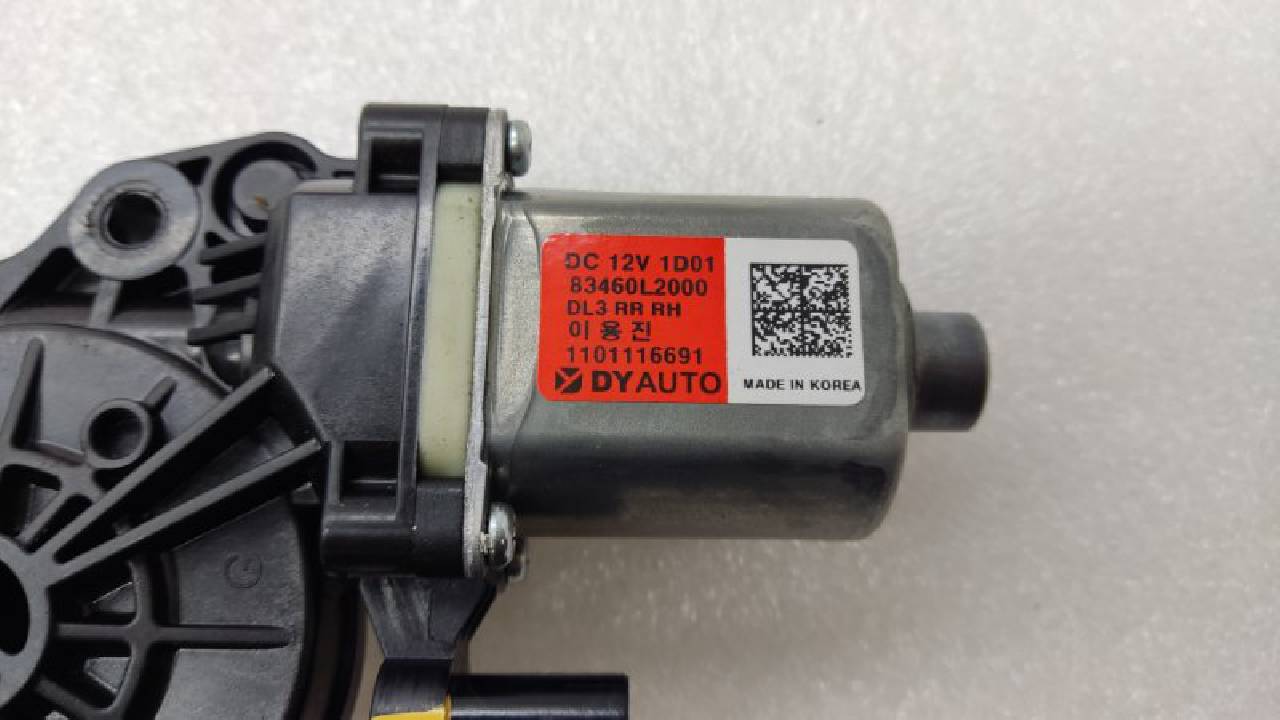 DC 12V 1D01
83460L2000
DL3 RR RH
이용진
1101116691
DYAUTO
MADE IN KOREA
G